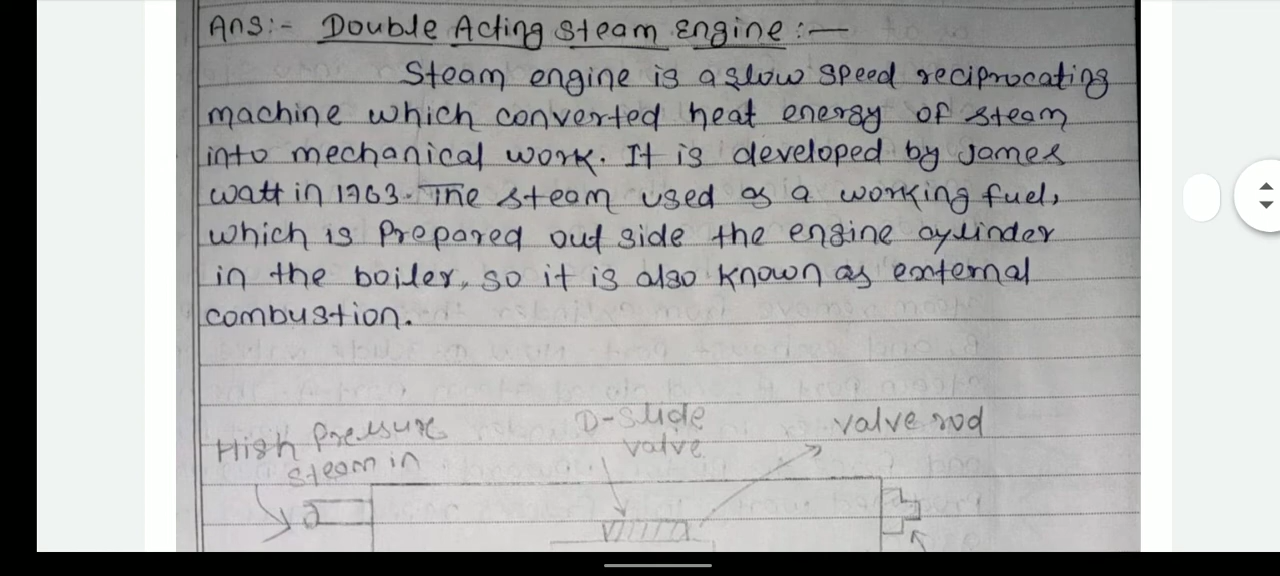 Ans:- Double Acting steam engine :—
Steam engine is a slow speed reciprocating
machine which converted heat energy of steam
into mechanical work. It is developed by James
watt in 1763. The steam used as a working fuel,
which is prepared out side the engine cylinder
in the boiler, so it is also known as external
combustion.
High Pressure
steam in
D-slide
valve
valve rod